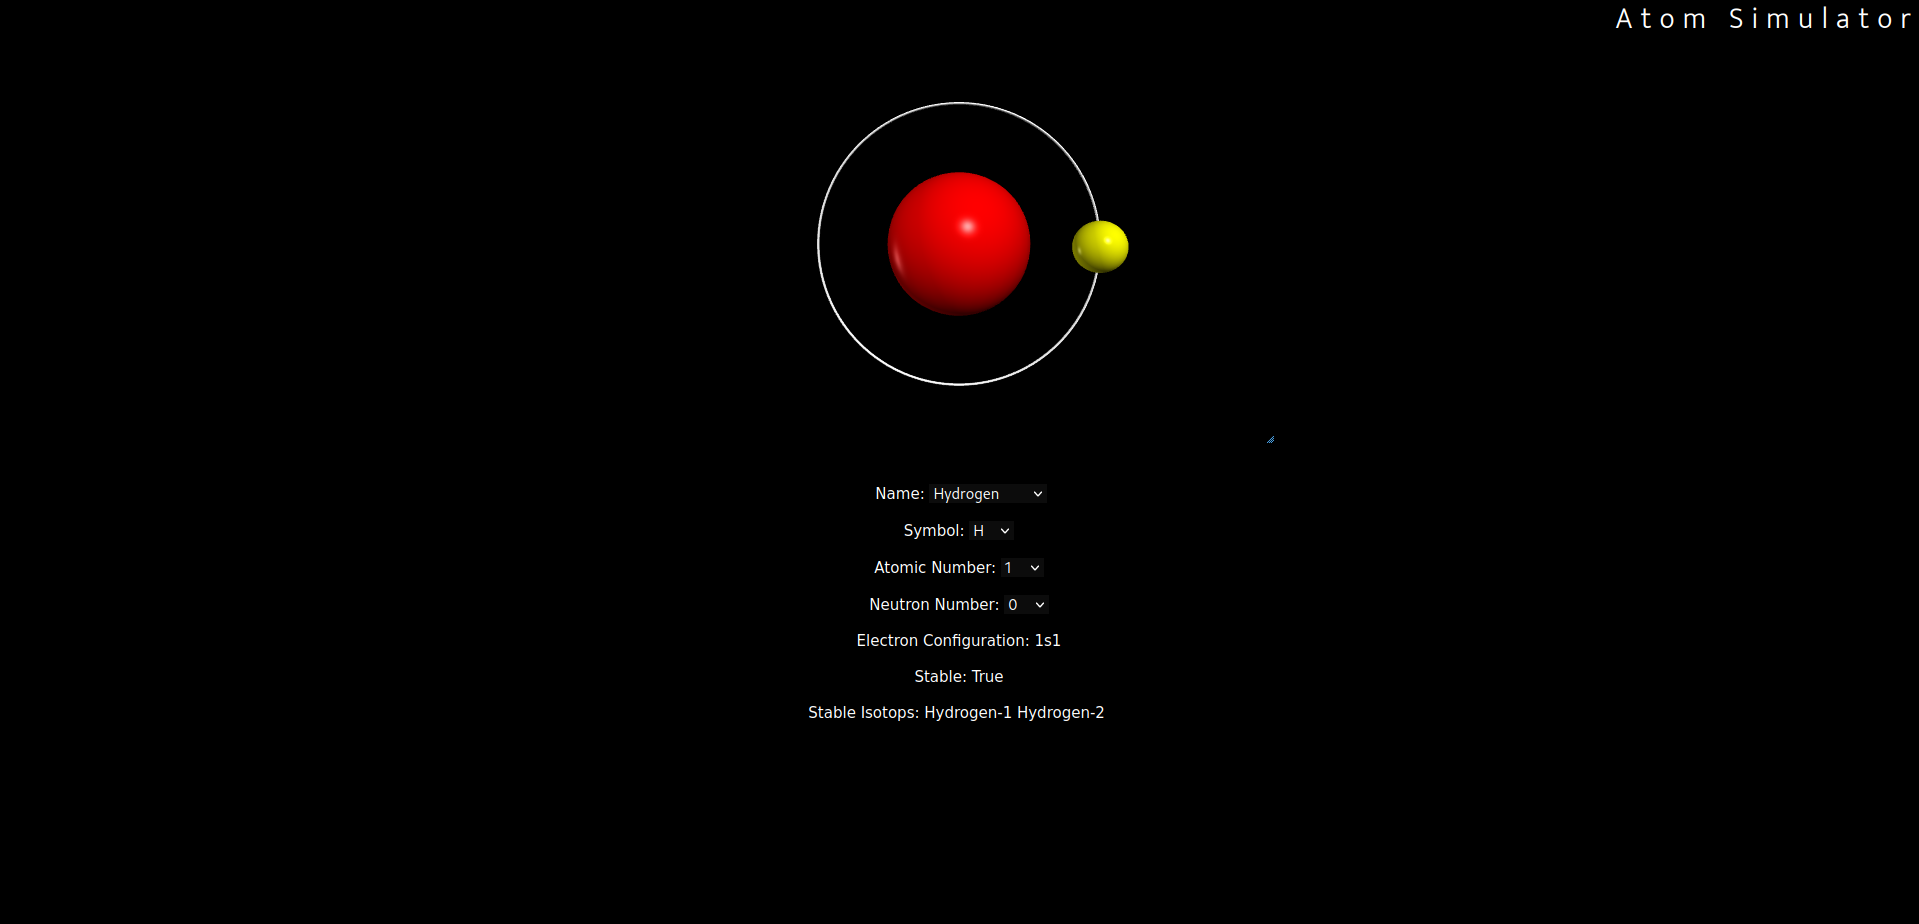 Atom Simulator
Name: Hydrogen
Symbol: H
Atomic Number: 1
Neutron Number: 0
Electron Configuration: 1s1
Stable: True
Stable Isotops: Hydrogen-1 Hydrogen-2